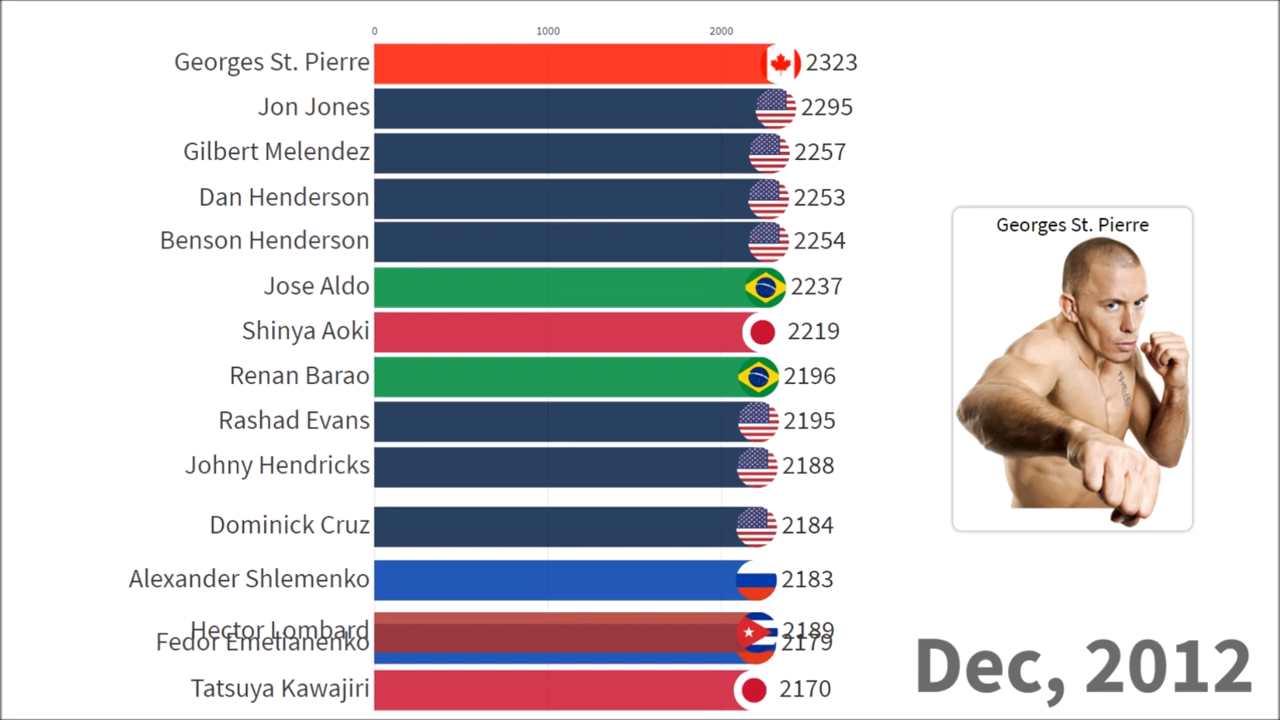 0 1000 2000
Georges St. Pierre 2323
Jon Jones 2295
Gilbert Melendez 2257
Dan Henderson 2253
Benson Henderson 2254
Jose Aldo 2237
Shinya Aoki 2219
Renan Barao 2196
Rashad Evans 2195
Johny Hendricks 2188
Dominick Cruz 2184
Alexander Shlemenko 2183
Hector Lombard 2189
Fedor Emelianenko 2179
Tatsuya Kawajiri 2170
Georges St. Pierre
Dec, 2012